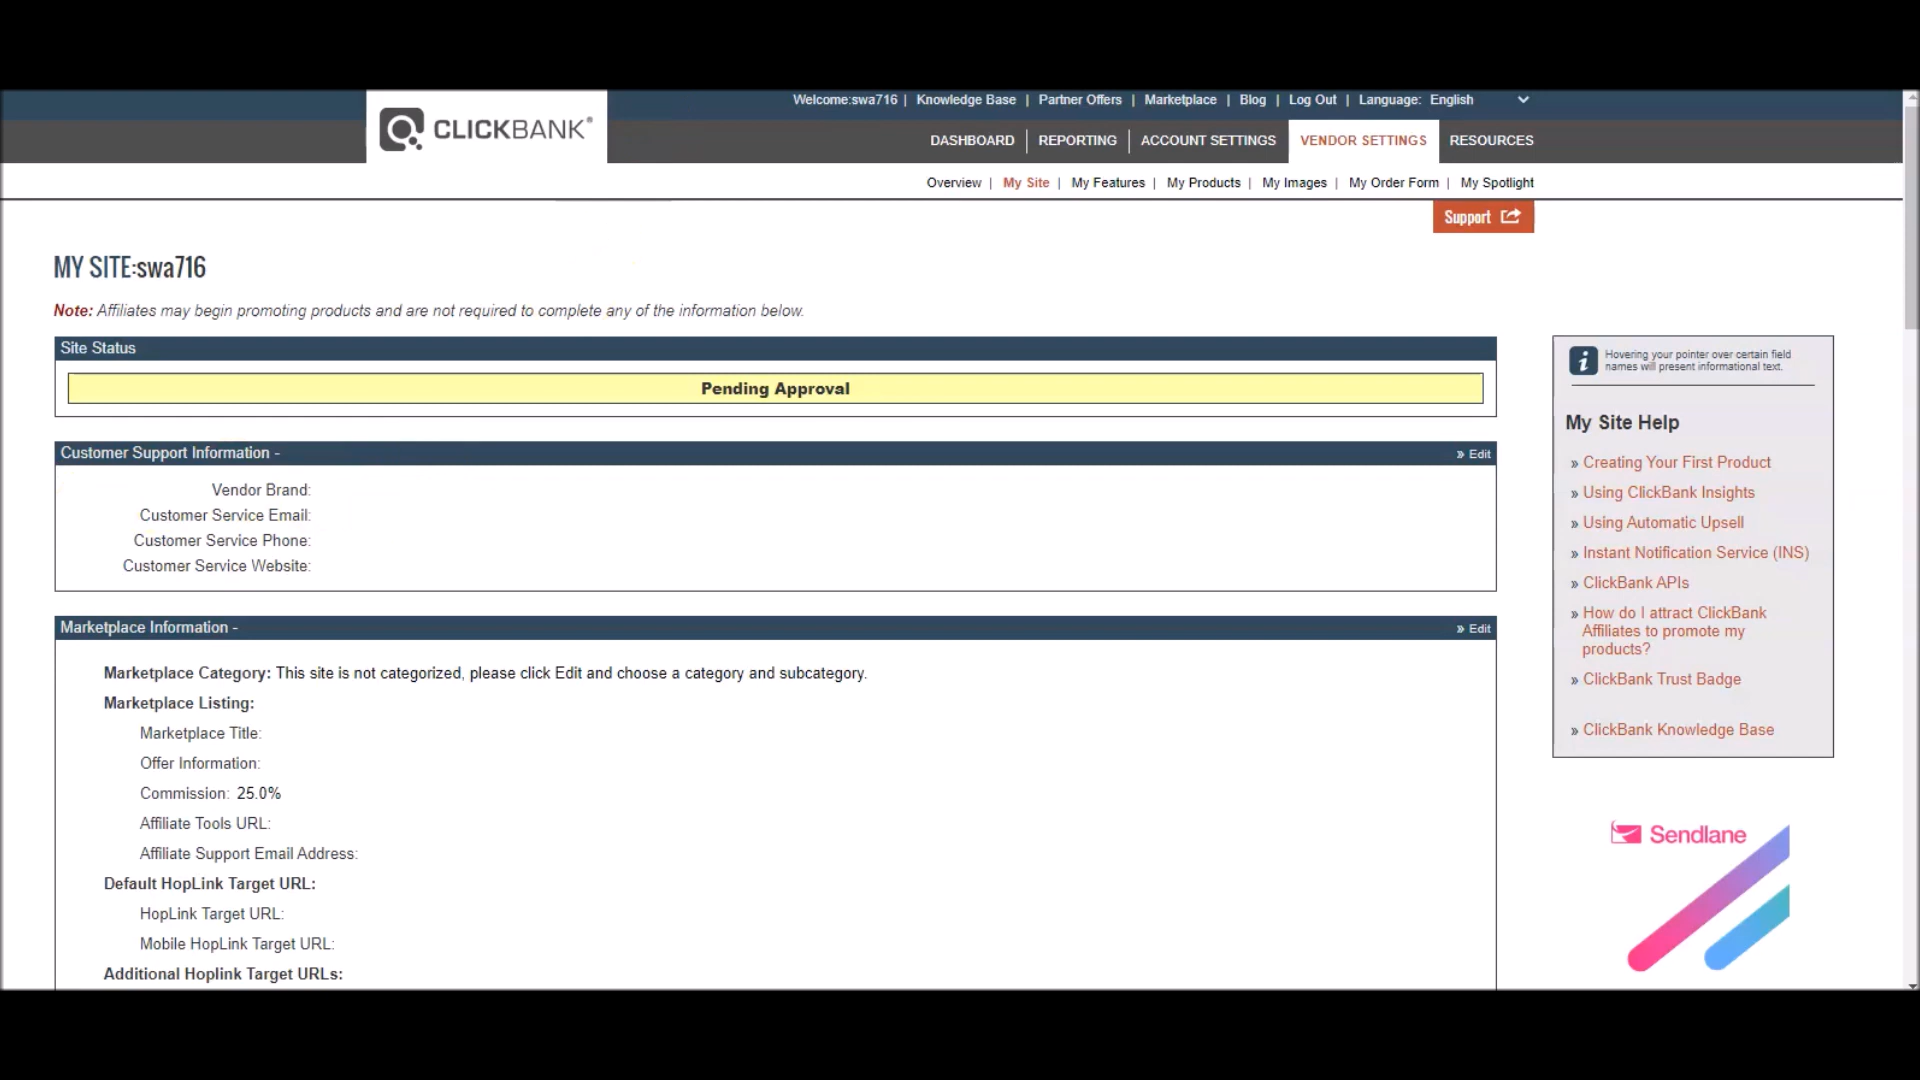 Welcome:swa716 | Knowledge Base | Partner Offers | Marketplace | Blog | Log Out | Language: English
CLICKBANK®
DASHBOARD | REPORTING | ACCOUNT SETTINGS VENDOR SETTINGS RESOURCES
Overview | My Site | My Features | My Products | My Images | My Order Form | My Spotlight
Support
MY SITE:swa716
Note: Affiliates may begin promoting products and are not required to complete any of the information below.
Site Status
Pending Approval
Customer Support Information -
» Edit
Vendor Brand:
Customer Service Email:
Customer Service Phone:
Customer Service Website:
Marketplace Information -
» Edit
Marketplace Category: This site is not categorized, please click Edit and choose a category and subcategory.
Marketplace Listing:
Marketplace Title:
Offer Information:
Commission: 25.0%
Affiliate Tools URL:
Affiliate Support Email Address:
Default HopLink Target URL:
HopLink Target URL:
Mobile HopLink Target URL:
Additional Hoplink Target URLs:
i
Hovering your pointer over certain field
names will present informational text.
My Site Help
» Creating Your First Product
» Using ClickBank Insights
» Using Automatic Upsell
» Instant Notification Service (INS)
» ClickBank APIs
» How do I attract ClickBank
Affiliates to promote my
products?
» ClickBank Trust Badge
» ClickBank Knowledge Base
Sendlane